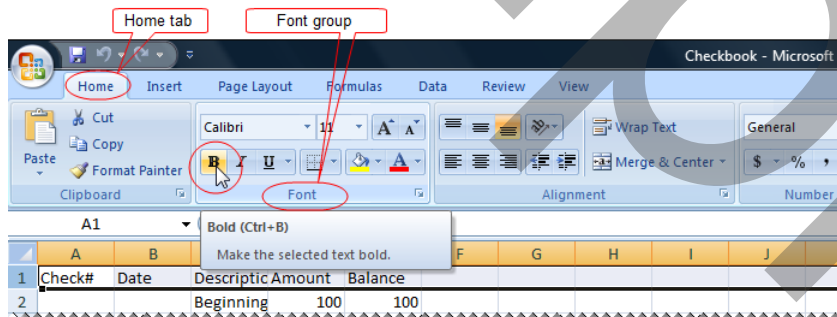 Home tab
Font group
Checkbook - Microsoft
Home Insert Page Layout Formulas Data Review View
Cut
Calibri 11 A A Wrap Text General
Copy
Paste
Format Painter B I U A Merge & Center $ % ,
Clipboard Font Alignment Number
A1
Bold (Ctrl+B)
Make the selected text bold.
A B F G H I J
1 Check# Date Descriptic Amount Balance
2 Beginning 100 100